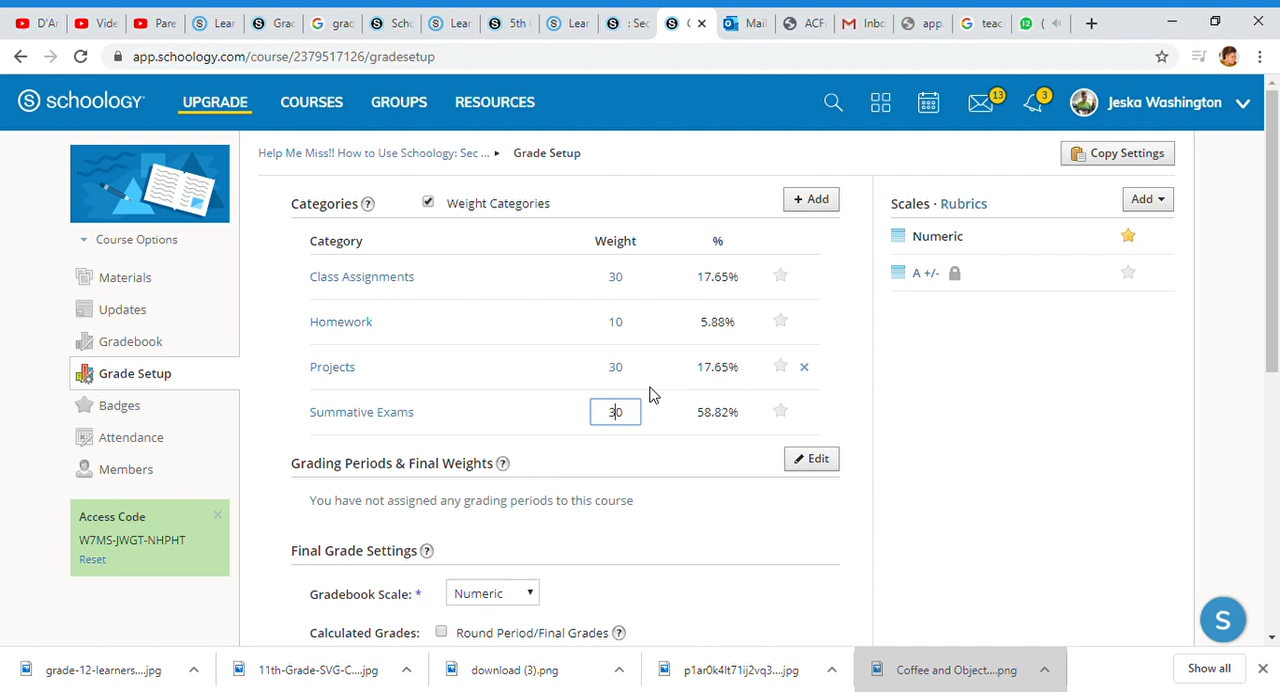 D'Ar
Vide
Pare
Lear
Grac
grad
Scho
Lear
5th
Lear
: Sec
Mail
ACF
Inbc
app.
teac
12
app.schoology.com/course/2379517126/gradesetup
S schoology
UPGRADE
COURSES
GROUPS
RESOURCES
13
3
Jeska Washington
Help Me Miss!! How to Use Schoology: Sec ... ▸ Grade Setup
Copy Settings
Course Options
Materials
Updates
Gradebook
Grade Setup
Badges
Attendance
Members
Access Code
W7MS-JWGT-NHPHT
Reset
Categories ? Weight Categories + Add
Category Weight %
Class Assignments 30 17.65%
Homework 10 5.88%
Projects 30 17.65%
Summative Exams 30 58.82%
Grading Periods & Final Weights ? Edit
You have not assigned any grading periods to this course
Final Grade Settings ?
Gradebook Scale: * Numeric
Calculated Grades: Round Period/Final Grades ?
Scales · Rubrics Add
Numeric
A +/-
S
grade-12-learners....jpg
11th-Grade-SVG-C....jpg
download (3).png
p1ar0k4lt71ij2vq3....jpg
Coffee and Object....png
Show all